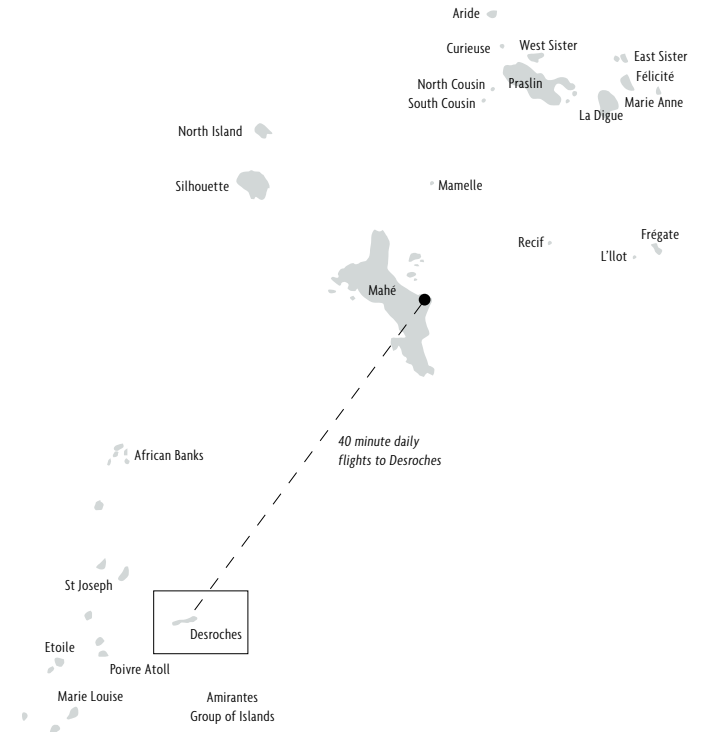 Aride
Curieuse
West Sister
East Sister
North Cousin
Praslin
Félicité
South Cousin
Marie Anne
La Digue
North Island
Silhouette
Mamelle
Recif
Frégate
L'Ilot
Mahé
40 minute daily
flights to Desroches
African Banks
St Joseph
Desroches
Etoile
Poivre Atoll
Marie Louise
Amirantes
Group of Islands